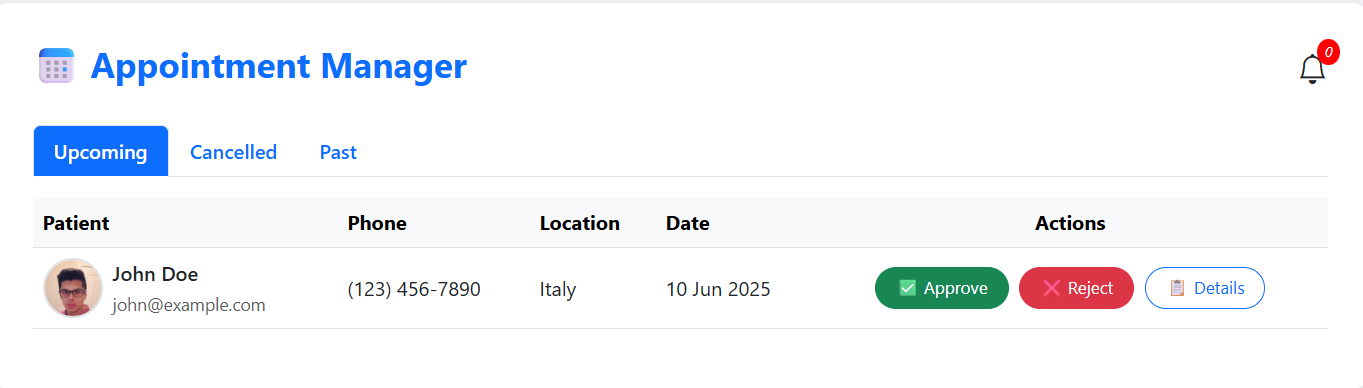 Appointment Manager
0
Upcoming Cancelled Past
Patient Phone Location Date Actions
John Doe
john@example.com
(123) 456-7890 Italy 10 Jun 2025 Approve Reject Details